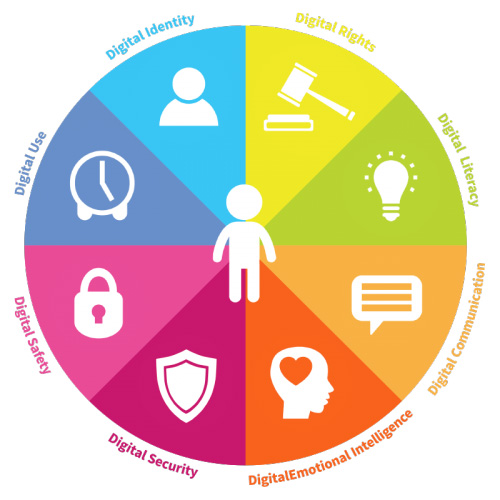 Digital Identity
Digital Rights
Digital Literacy
Digital Communication
DigitalEmotional Intelligence
Digital Security
Digital Safety
Digital Use